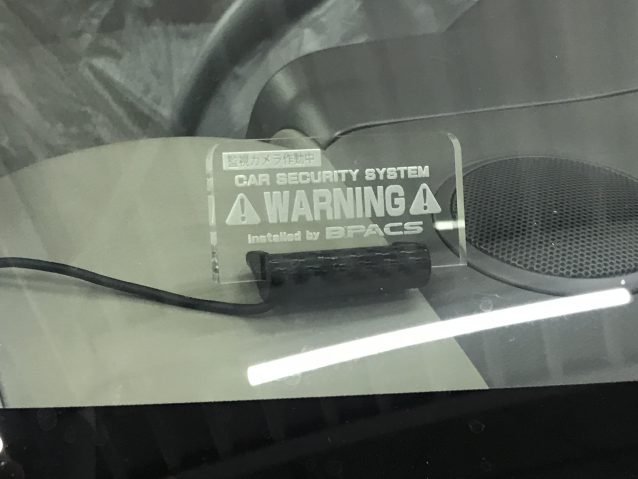 監視カメラ作動中
CAR SECURITY SYSTEM
WARNING
Installed by BPACS